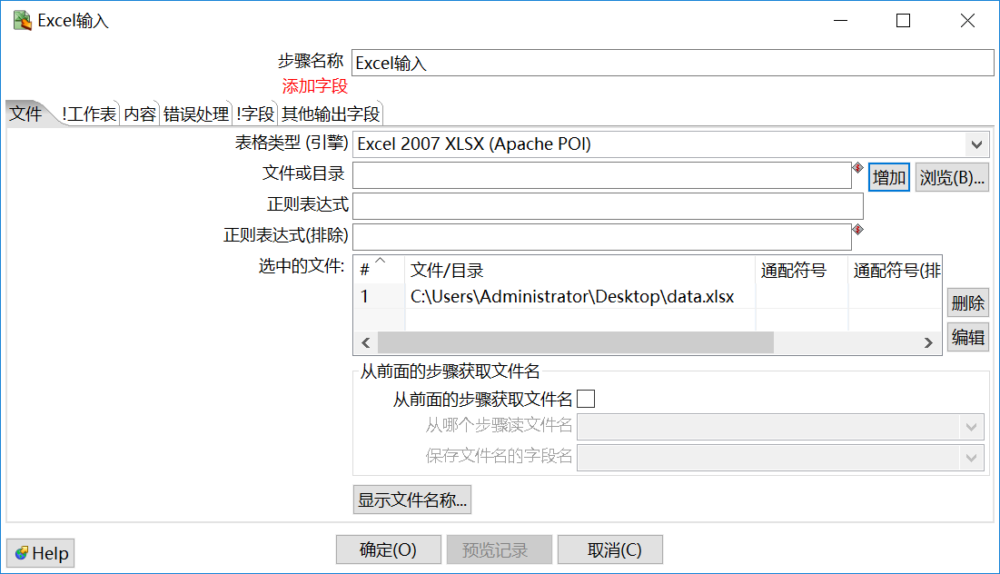 Excel输入
步骤名称 Excel输入
添加字段
文件 !工作表 内容 错误处理 !字段 其他输出字段
表格类型 (引擎) Excel 2007 XLSX (Apache POI)
文件或目录 增加 浏览(B)...
正则表达式
正则表达式(排除)
选中的文件: # 文件/目录 通配符号 通配符号(排
1 C:\Users\Administrator\Desktop\data.xlsx
删除
编辑
从前面的步骤获取文件名
从前面的步骤获取文件名
从哪个步骤读文件名
保存文件名的字段名
显示文件名称...
Help 确定(O) 预览记录 取消(C)